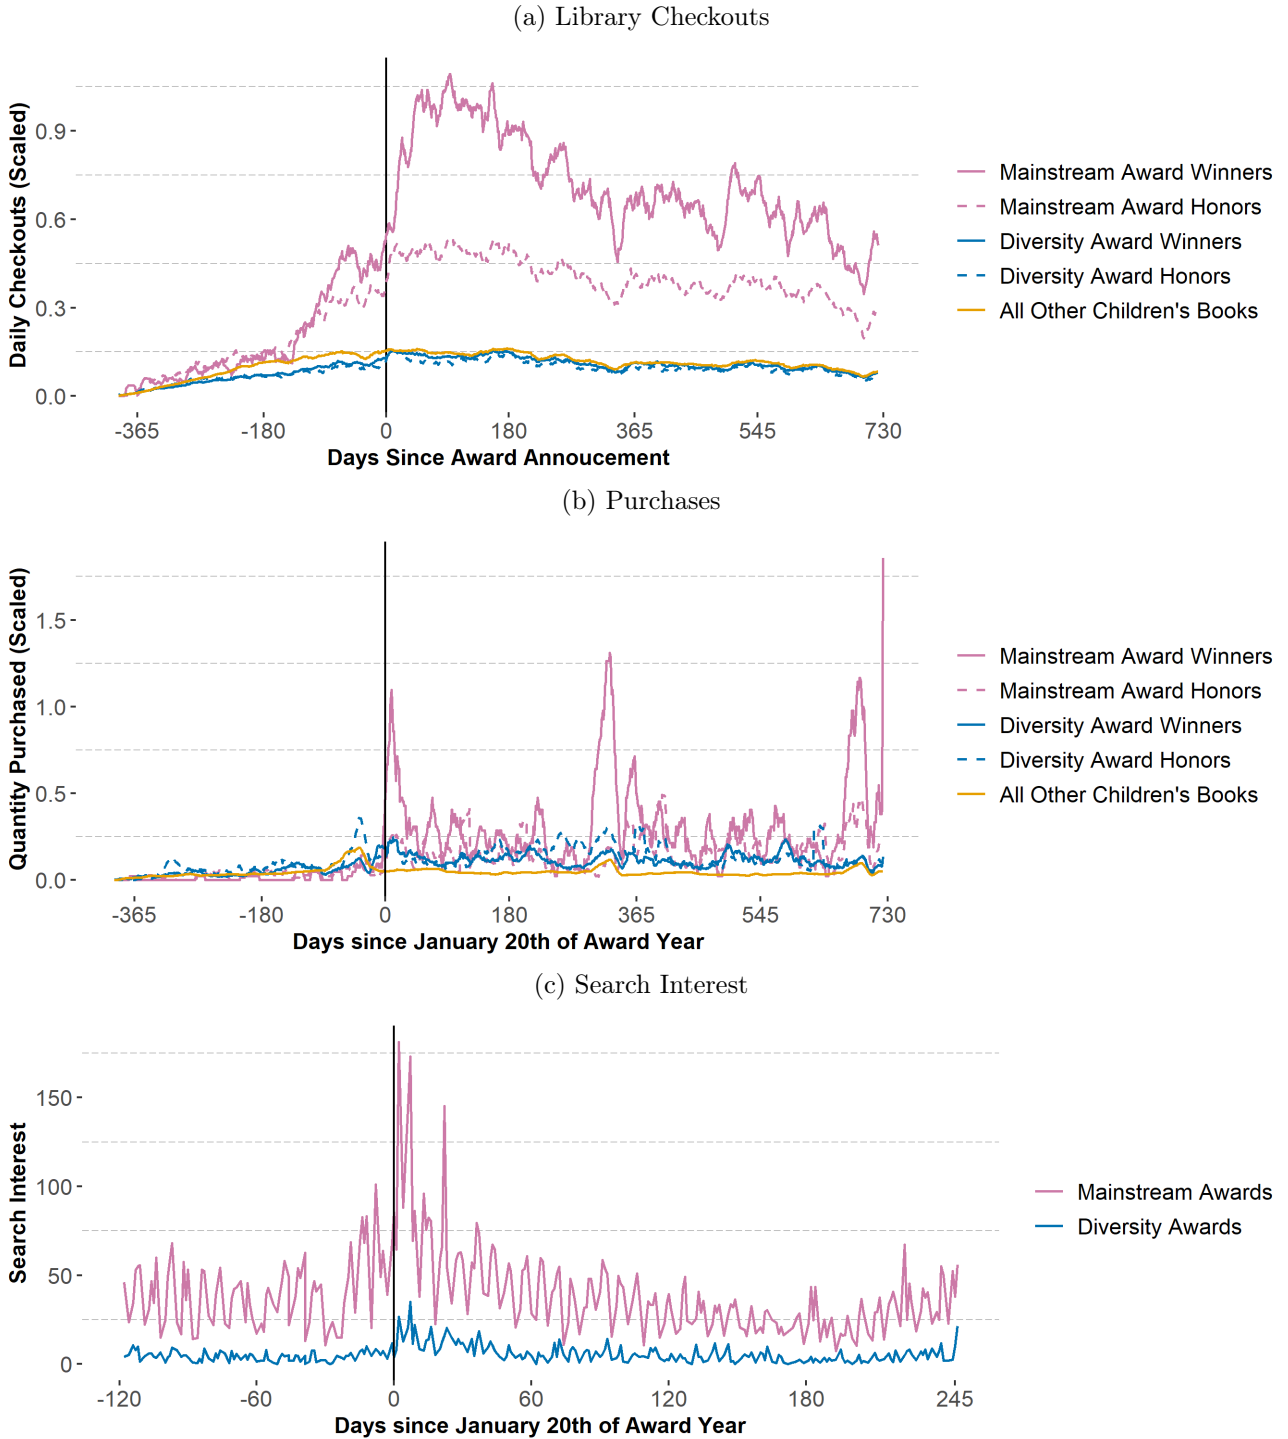 (a) Library Checkouts
Daily Checkouts (Scaled)
0.9
0.6
0.3
0.0
-365 -180 0 180 365 545 730
Days Since Award Annoucement
Mainstream Award Winners
Mainstream Award Honors
Diversity Award Winners
Diversity Award Honors
All Other Children's Books
(b) Purchases
Quantity Purchased (Scaled)
1.5
1.0
0.5
0.0
-365 -180 0 180 365 545 730
Days since January 20th of Award Year
Mainstream Award Winners
Mainstream Award Honors
Diversity Award Winners
Diversity Award Honors
All Other Children's Books
(c) Search Interest
Search Interest
150
100
50
0
-120 -60 0 60 120 180 245
Days since January 20th of Award Year
Mainstream Awards
Diversity Awards